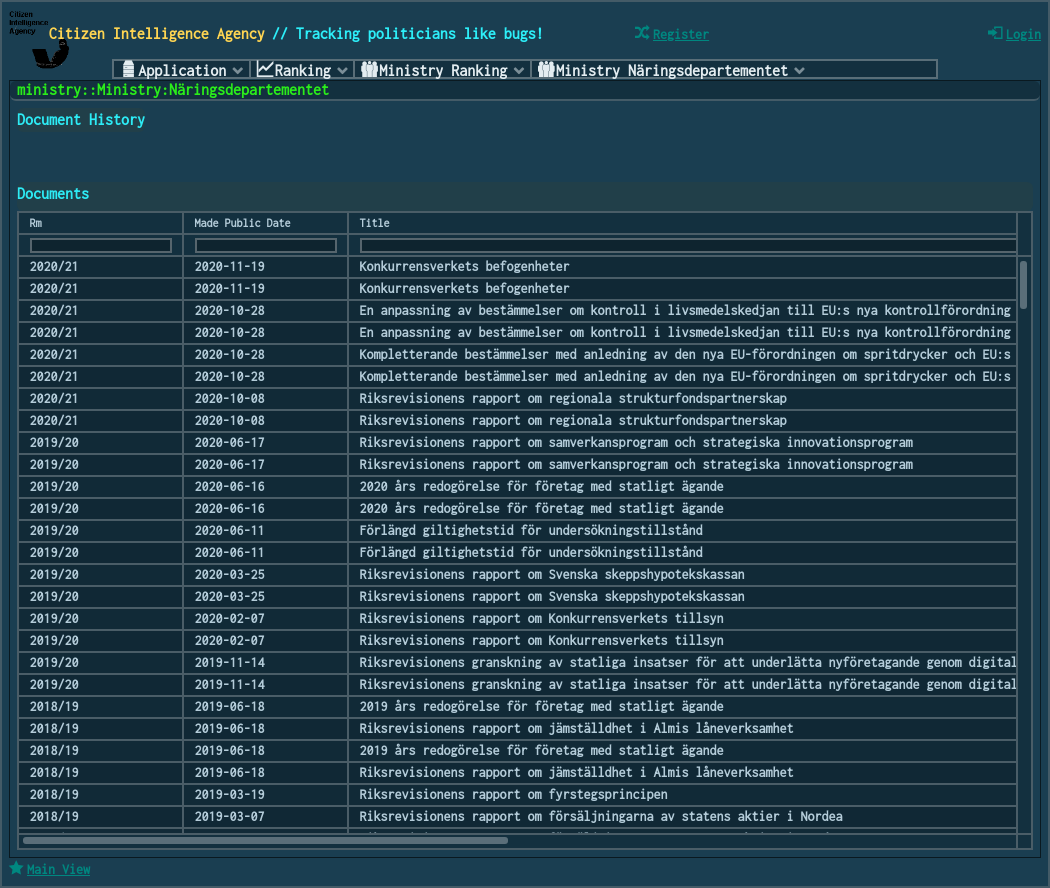 Citizen
Intelligence
Agency
Citizen Intelligence Agency // Tracking politicians like bugs!
Register
Login
Application
Ranking
Ministry Ranking
Ministry Näringsdepartementet
ministry::Ministry:Näringsdepartementet
Document History
Documents
Rm Made Public Date Title
2020/21 2020-11-19 Konkurrensverkets befogenheter
2020/21 2020-11-19 Konkurrensverkets befogenheter
2020/21 2020-10-28 En anpassning av bestämmelser om kontroll i livsmedelskedjan till EU:s nya kontrollförordning
2020/21 2020-10-28 En anpassning av bestämmelser om kontroll i livsmedelskedjan till EU:s nya kontrollförordning
2020/21 2020-10-28 Kompletterande bestämmelser med anledning av den nya EU-förordningen om spritdrycker och EU:s
2020/21 2020-10-28 Kompletterande bestämmelser med anledning av den nya EU-förordningen om spritdrycker och EU:s
2020/21 2020-10-08 Riksrevisionens rapport om regionala strukturfondspartnerskap
2020/21 2020-10-08 Riksrevisionens rapport om regionala strukturfondspartnerskap
2019/20 2020-06-17 Riksrevisionens rapport om samverkansprogram och strategiska innovationsprogram
2019/20 2020-06-17 Riksrevisionens rapport om samverkansprogram och strategiska innovationsprogram
2019/20 2020-06-16 2020 års redogörelse för företag med statligt ägande
2019/20 2020-06-16 2020 års redogörelse för företag med statligt ägande
2019/20 2020-06-11 Förlängd giltighetstid för undersökningstillstånd
2019/20 2020-06-11 Förlängd giltighetstid för undersökningstillstånd
2019/20 2020-03-25 Riksrevisionens rapport om Svenska skeppshypotekskassan
2019/20 2020-03-25 Riksrevisionens rapport om Svenska skeppshypotekskassan
2019/20 2020-02-07 Riksrevisionens rapport om Konkurrensverkets tillsyn
2019/20 2020-02-07 Riksrevisionens rapport om Konkurrensverkets tillsyn
2019/20 2019-11-14 Riksrevisionens granskning av statliga insatser för att underlätta nyföretagande genom digital
2019/20 2019-11-14 Riksrevisionens granskning av statliga insatser för att underlätta nyföretagande genom digital
2018/19 2019-06-18 2019 års redogörelse för företag med statligt ägande
2018/19 2019-06-18 Riksrevisionens rapport om jämställdhet i Almis låneverksamhet
2018/19 2019-06-18 2019 års redogörelse för företag med statligt ägande
2018/19 2019-06-18 Riksrevisionens rapport om jämställdhet i Almis låneverksamhet
2018/19 2019-03-19 Riksrevisionens rapport om fyrstegsprincipen
2018/19 2019-03-07 Riksrevisionens rapport om försäljningarna av statens aktier i Nordea
Main View